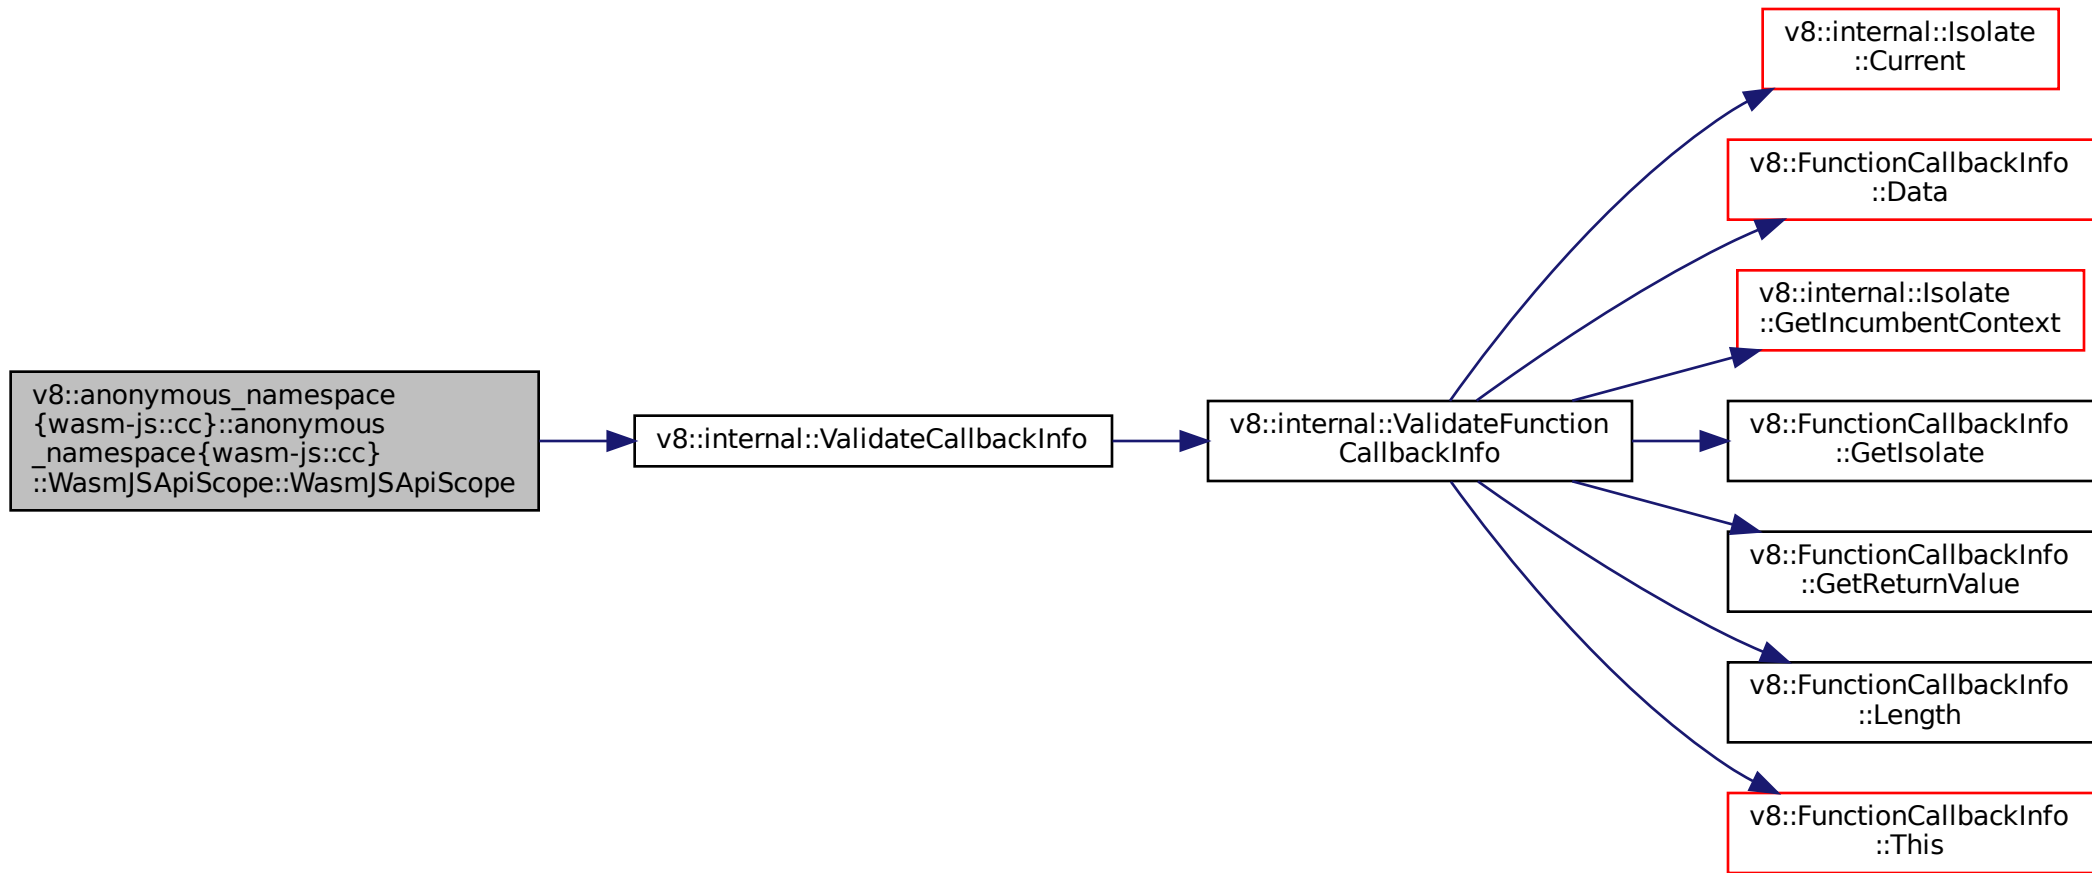 v8::anonymous_namespace
{wasm-js::cc}::anonymous
_namespace{wasm-js::cc}
::WasmJSApiScope::WasmJSApiScope
v8::internal::ValidateCallbackInfo
v8::internal::ValidateFunction
CallbackInfo
v8::internal::Isolate
::Current
v8::FunctionCallbackInfo
::Data
v8::internal::Isolate
::GetIncumbentContext
v8::FunctionCallbackInfo
::GetIsolate
v8::FunctionCallbackInfo
::GetReturnValue
v8::FunctionCallbackInfo
::Length
v8::FunctionCallbackInfo
::This